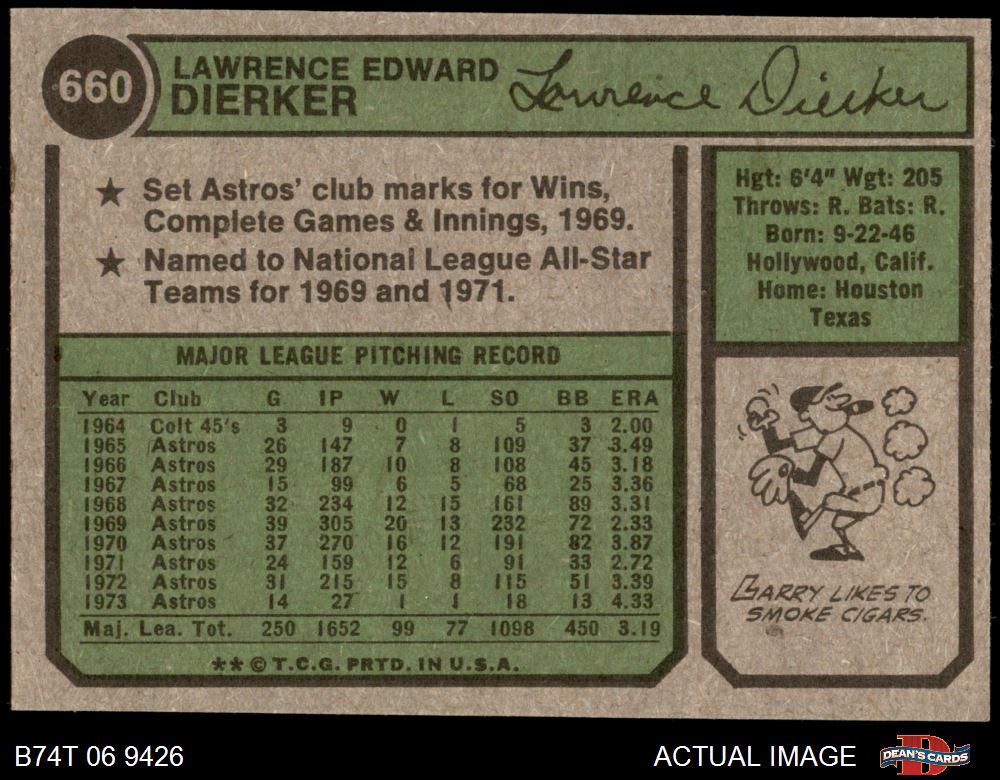 660
LAWRENCE EDWARD
DIERKER
Lawrence Dierker
★ Set Astros' club marks for Wins,
Complete Games & Innings, 1969.
★ Named to National League All-Star
Teams for 1969 and 1971.
Hgt: 6'4" Wgt: 205
Throws: R. Bats: R.
Born: 9-22-46
Hollywood, Calif.
Home: Houston
Texas
MAJOR LEAGUE PITCHING RECORD
Year Club G IP W L SO BB ERA
1964 Colt 45's 3 9 0 1 5 3 2.00
1965 Astros 26 147 7 8 109 37 3.49
1966 Astros 29 187 10 8 108 45 3.18
1967 Astros 15 99 6 5 68 25 3.36
1968 Astros 32 234 12 15 161 89 3.31
1969 Astros 39 305 20 13 232 72 2.33
1970 Astros 37 270 16 12 191 82 3.87
1971 Astros 24 159 12 6 91 33 2.72
1972 Astros 31 215 15 8 115 51 3.39
1973 Astros 14 27 1 1 18 13 4.33
Maj. Lea. Tot. 250 1652 99 77 1098 450 3.19
** © T.C.G. PRTD. IN U.S.A.
LARRY LIKES TO
SMOKE CIGARS.
B74T 06 9426
ACTUAL IMAGE
DEAN'S CARDS